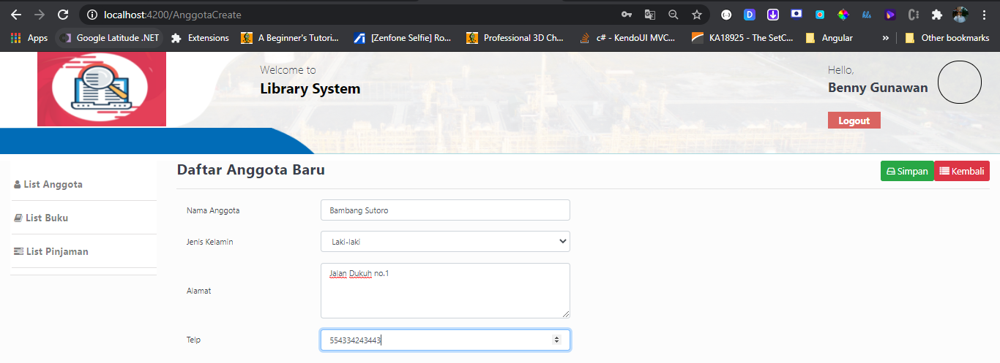 localhost:4200/AnggotaCreate
Apps Google Latitude .NET Extensions A Beginner's Tutori... [Zenfone Selfie] Ro... Professional 3D Ch... c# - KendoUI MVC... KA18925 - The SetC... Angular » Other bookmarks
Welcome to
Library System
Hello,
Benny Gunawan
Logout
List Anggota
List Buku
List Pinjaman
Daftar Anggota Baru
Simpan Kembali
Nama Anggota Bambang Sutoro
Jenis Kelamin Laki-laki
Alamat Jalan Dukuh no.1
Telp 554334243443